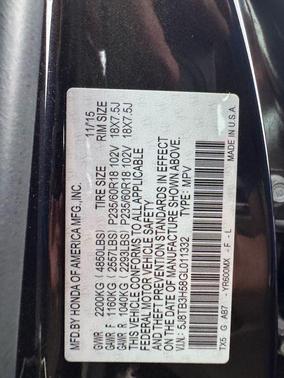 MFD.BY HONDA OF AMERICA MFG.,INC. 11/15
TIRE SIZE RIM SIZE
GVWR 2200KG (4850LBS)
GAWR F 1160KG (2557LBS) P235/60R18 102V 18X7.5J
GAWR R 1040KG (2293LBS) P235/60R18 102V 18X7.5J
THIS VEHICLE CONFORMS TO ALL APPLICABLE
FEDERAL MOTOR VEHICLE SAFETY
AND THEFT PREVENTION STANDARDS IN EFFECT
ON THE DATE OF MANUFACTURE SHOWN ABOVE.
V.I.N.: 5J8TB3H58GL011332 TYPE: MPV
TX5 G AB7 - YR600MX - F - L
MADE IN U.S.A.